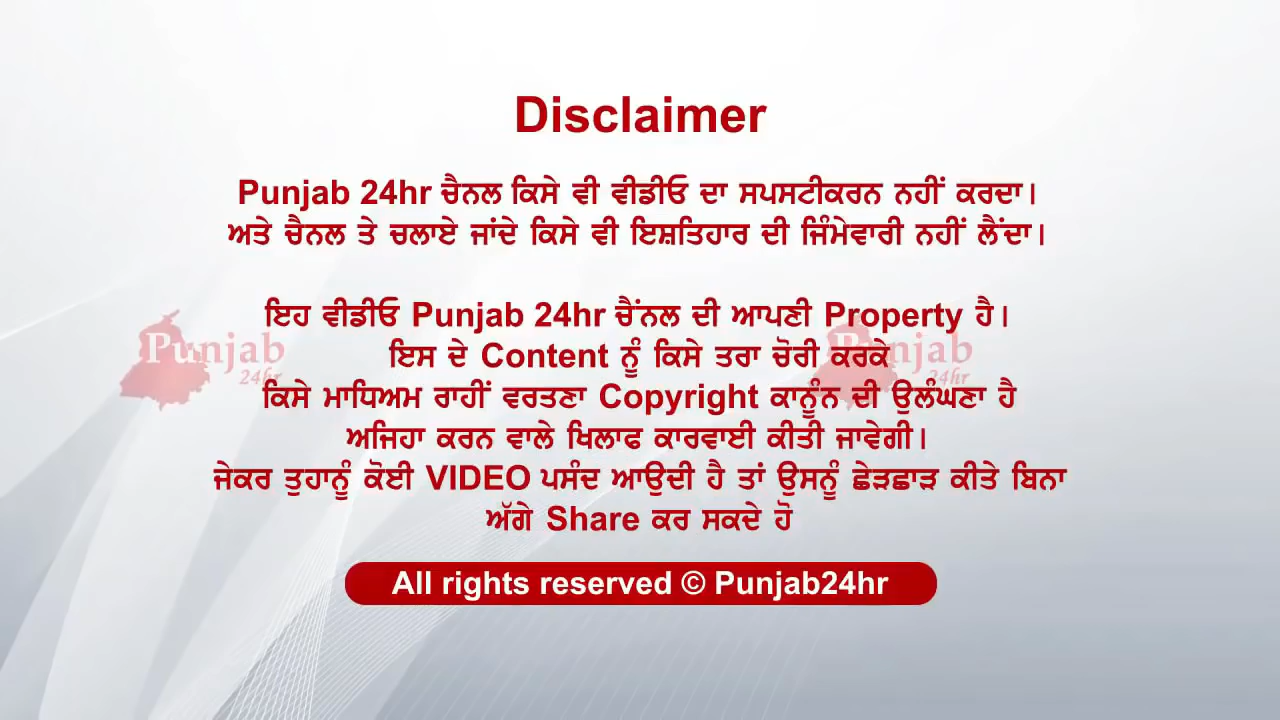 Disclaimer
Punjab 24hr ਚੈਨਲ ਕਿਸੇ ਵੀ ਵੀਡੀਓ ਦਾ ਸਪਸਟੀਕਰਨ ਨਹੀਂ ਕਰਦਾ।
ਅਤੇ ਚੈਨਲ ਤੇ ਚਲਾਏ ਜਾਂਦੇ ਕਿਸੇ ਵੀ ਇਸ਼ਤਿਹਾਰ ਦੀ ਜਿੰਮੇਵਾਰੀ ਨਹੀਂ ਲੈਂਦਾ।
ਇਹ ਵੀਡੀਓ Punjab 24hr ਚੈਂਨਲ ਦੀ ਆਪਣੀ Property ਹੈ।
ਇਸ ਦੇ Content ਨੂੰ ਕਿਸੇ ਤਰਾ ਚੋਰੀ ਕਰਕੇ
ਕਿਸੇ ਮਾਧਿਅਮ ਰਾਹੀਂ ਵਰਤਣਾ Copyright ਕਾਨੂੰਨ ਦੀ ਉਲੰਘਣਾ ਹੈ
ਅਜਿਹਾ ਕਰਨ ਵਾਲੇ ਖਿਲਾਫ ਕਾਰਵਾਈ ਕੀਤੀ ਜਾਵੇਗੀ।
ਜੇਕਰ ਤੁਹਾਨੂੰ ਕੋਈ VIDEO ਪਸੰਦ ਆਉਦੀ ਹੈ ਤਾਂ ਉਸਨੂੰ ਛੇੜਛਾੜ ਕੀਤੇ ਬਿਨਾ
ਅੱਗੇ Share ਕਰ ਸਕਦੇ ਹੋ
All rights reserved © Punjab24hr
Punjab
24hr
Punjab
24hr